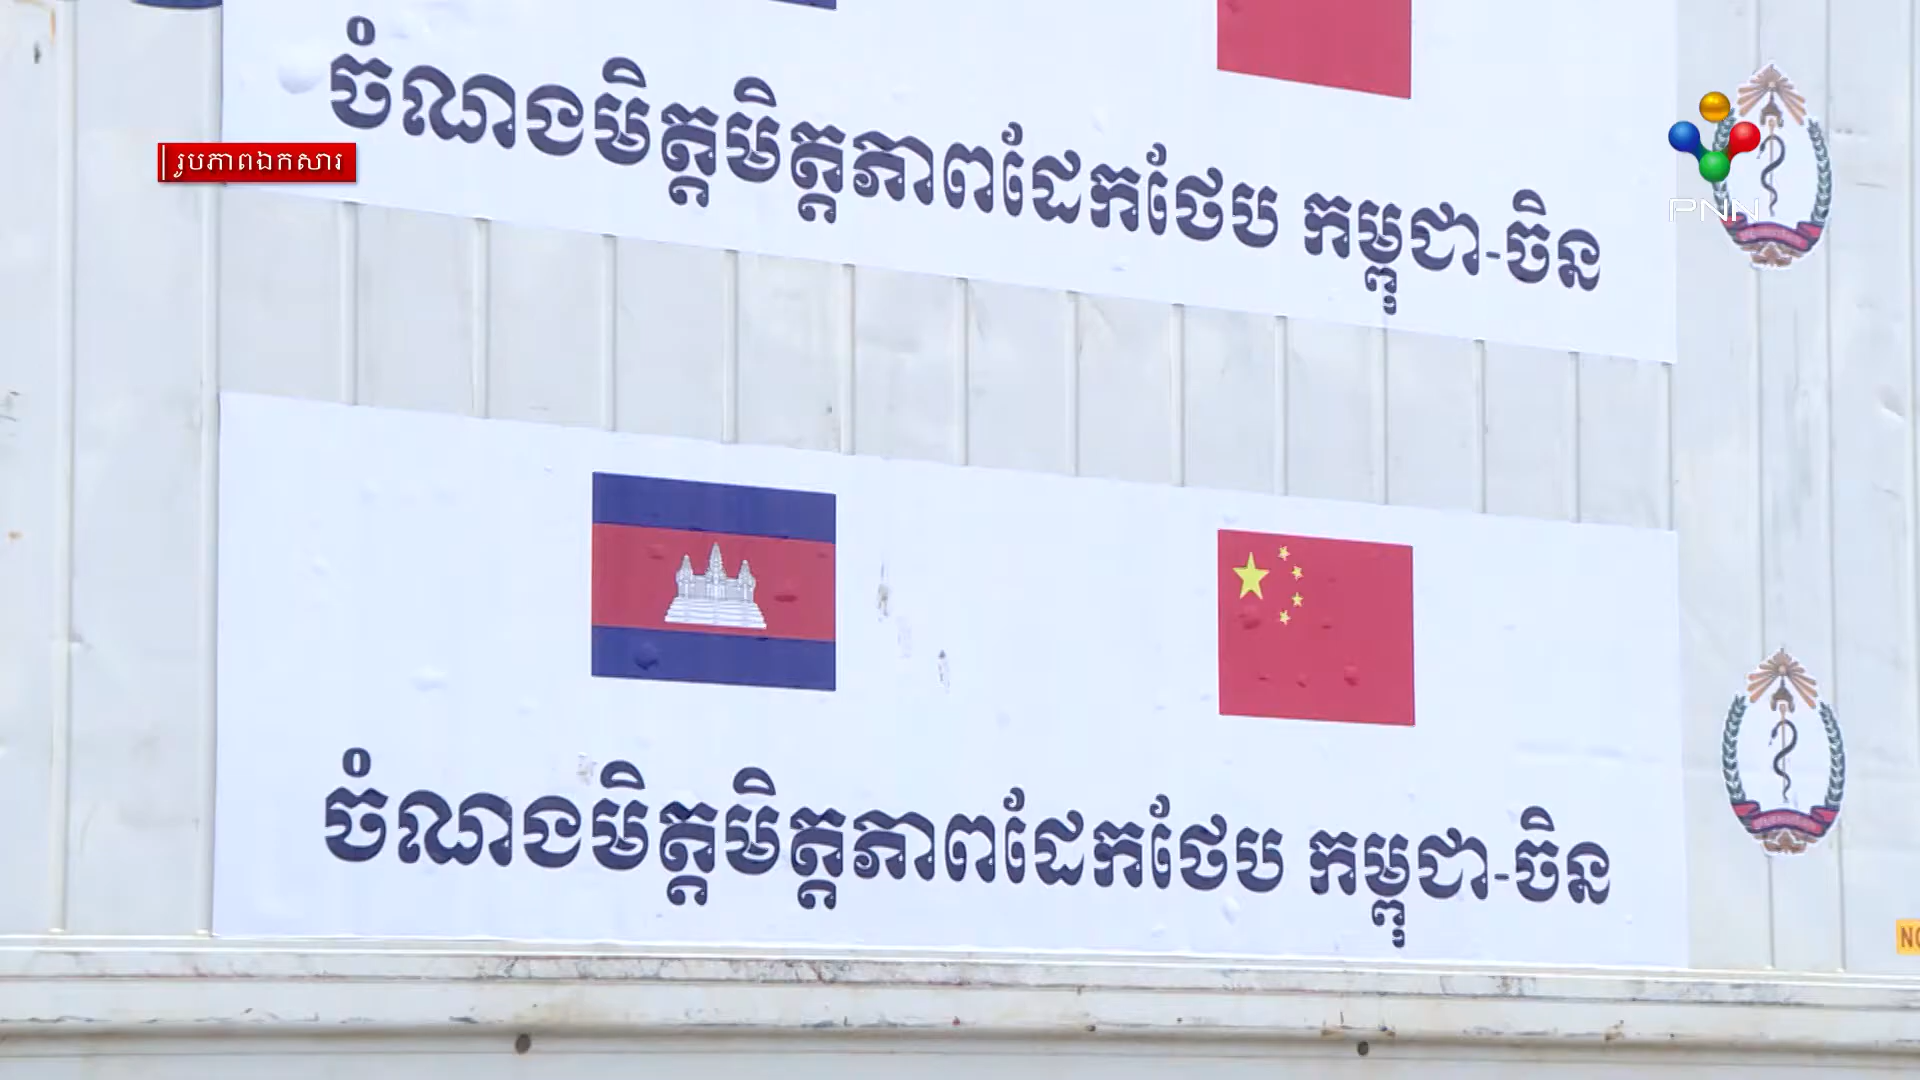 ចំណងមិត្តមិត្តភាពដែកថែប កម្ពុជា-ចិន
រូបភាពឯកសារ
PNN
ចំណងមិត្តមិត្តភាពដែកថែប កម្ពុជា-ចិន